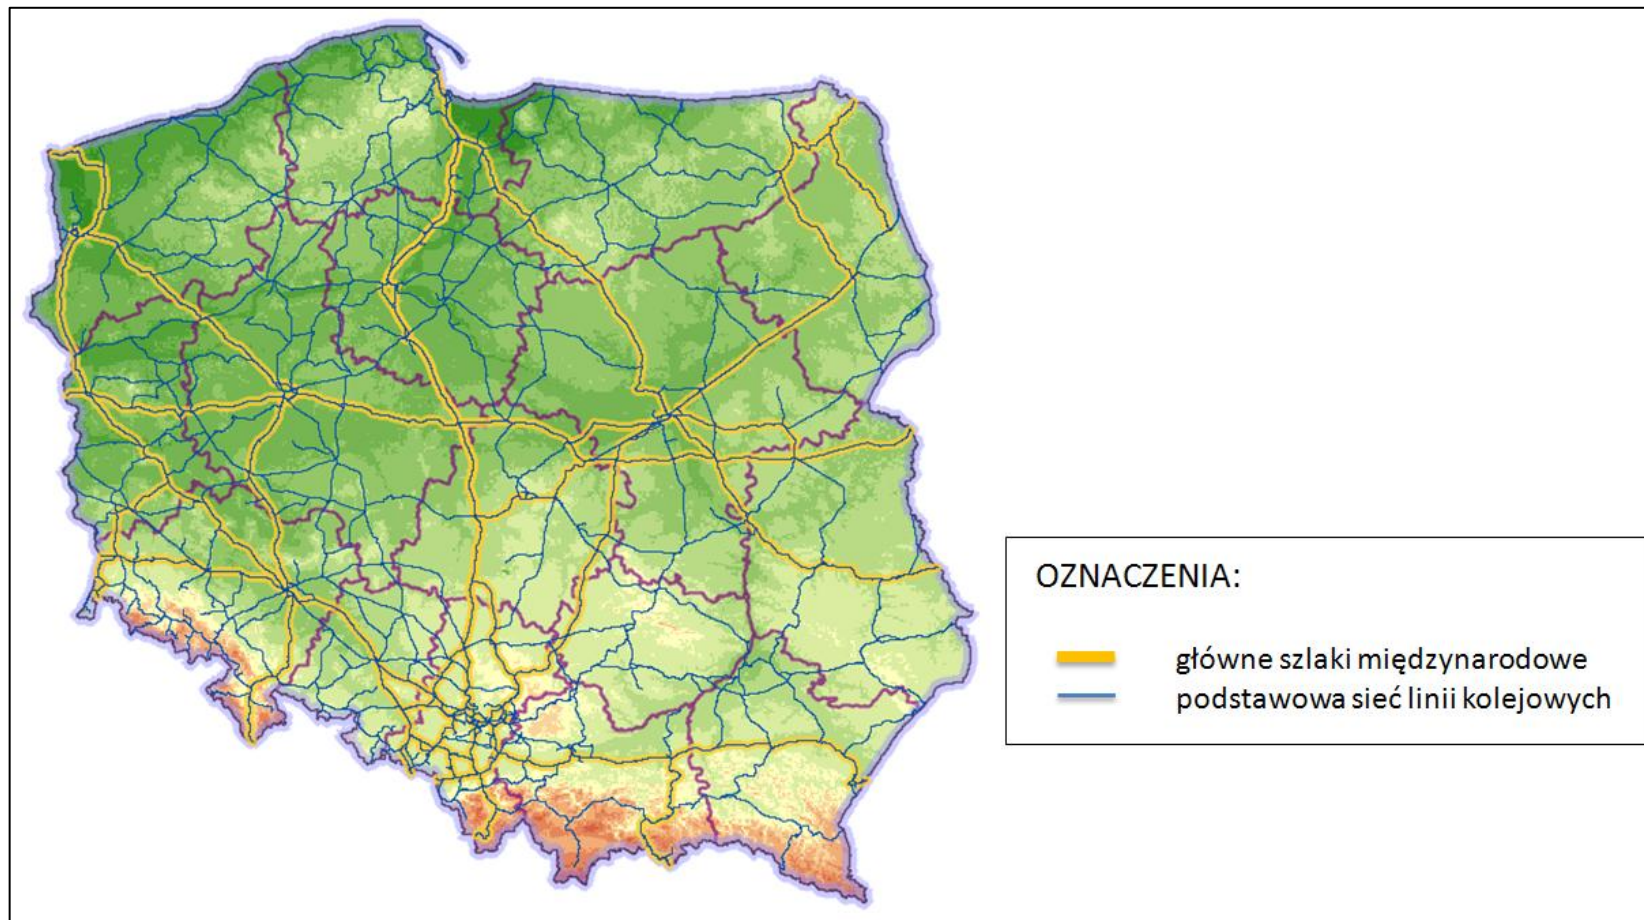 OZNACZENIA:
główne szlaki międzynarodowe
podstawowa sieć linii kolejowych